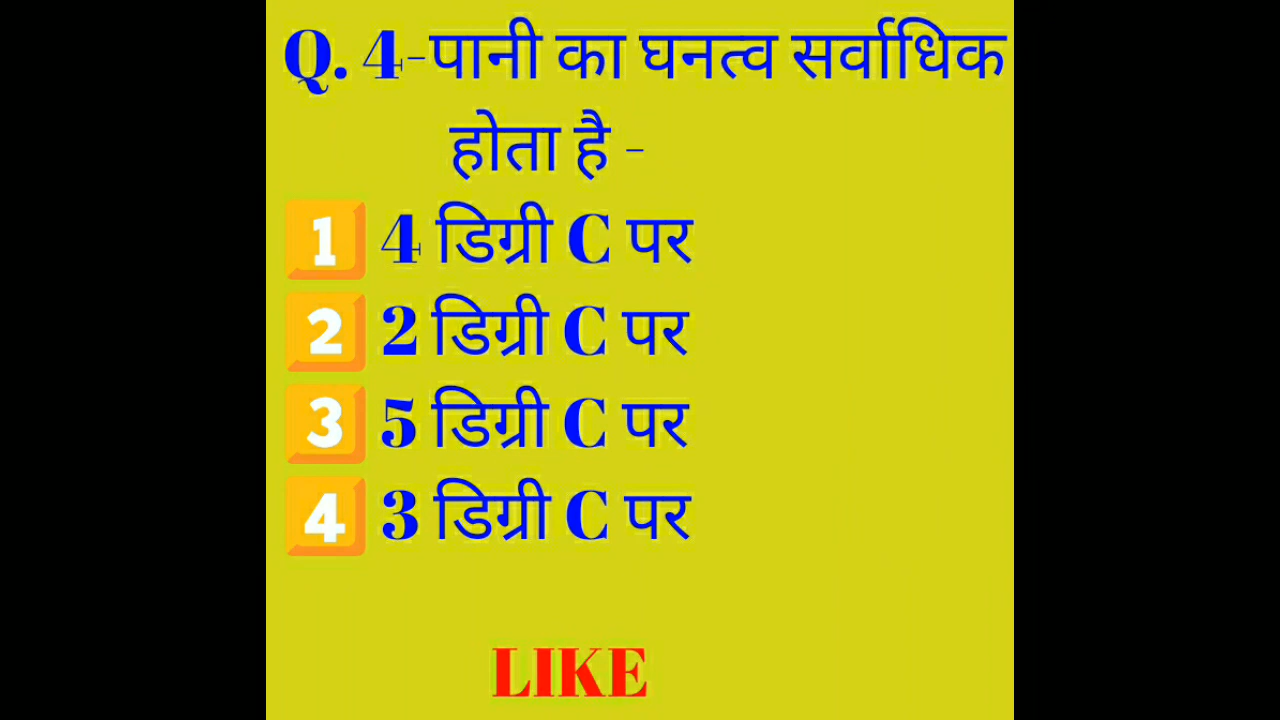 Q. 4-पानी का घनत्व सर्वाधिक
होता है -
1 4 डिग्री C पर
2 2 डिग्री C पर
3 5 डिग्री C पर
4 3 डिग्री C पर
LIKE